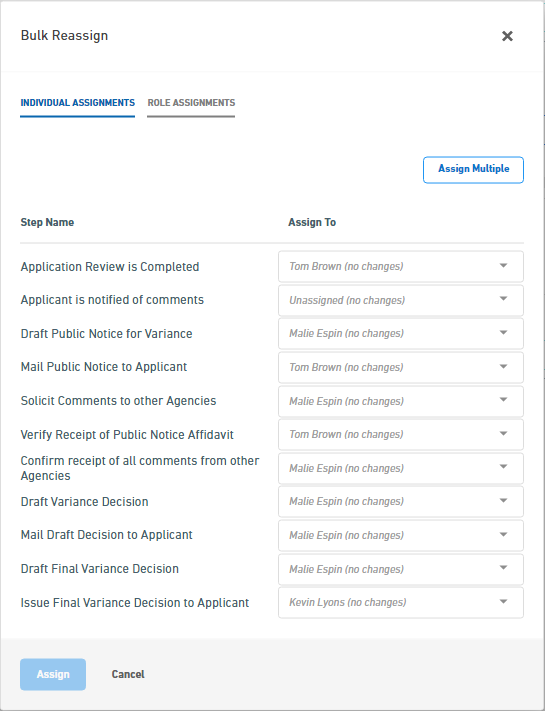 Bulk Reassign
INDIVIDUAL ASSIGNMENTS ROLE ASSIGNMENTS
Assign Multiple
Step Name Assign To
Application Review is Completed Tom Brown (no changes)
Applicant is notified of comments Unassigned (no changes)
Draft Public Notice for Variance Malie Espin (no changes)
Mail Public Notice to Applicant Tom Brown (no changes)
Solicit Comments to other Agencies Malie Espin (no changes)
Verify Receipt of Public Notice Affidavit Tom Brown (no changes)
Confirm receipt of all comments from other
Agencies Malie Espin (no changes)
Draft Variance Decision Malie Espin (no changes)
Mail Draft Decision to Applicant Malie Espin (no changes)
Draft Final Variance Decision Malie Espin (no changes)
Issue Final Variance Decision to Applicant Kevin Lyons (no changes)
Assign Cancel